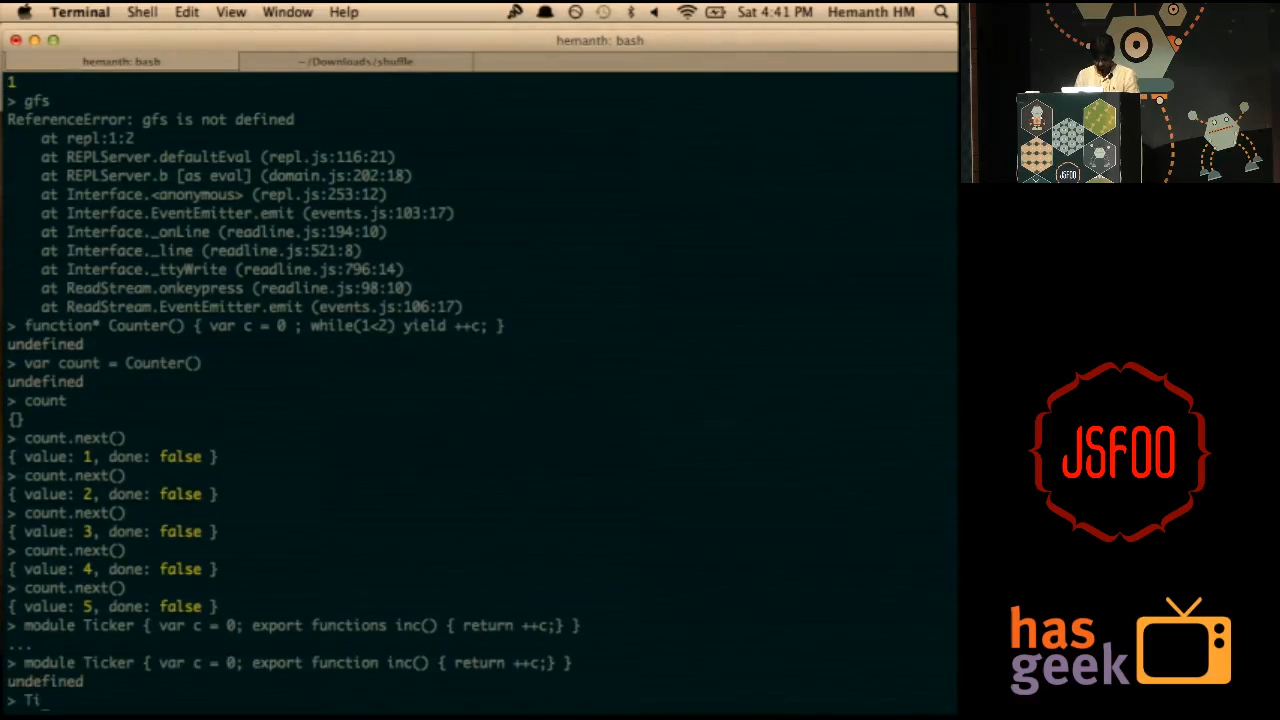 Terminal Shell Edit View Window Help Sat 4:41 PM Hemanth HM
hemanth: bash
hemanth: bash ~/Downloads/shuffle
1
> gfs
ReferenceError: gfs is not defined
at repl:1:2
at REPLServer.defaultEval (repl.js:116:21)
at REPLServer.b [as eval] (domain.js:202:18)
at Interface.<anonymous> (repl.js:253:12)
at Interface.EventEmitter.emit (events.js:103:17)
at Interface._onLine (readline.js:194:10)
at Interface._line (readline.js:521:8)
at Interface._ttyWrite (readline.js:796:14)
at ReadStream.onkeypress (readline.js:98:10)
at ReadStream.EventEmitter.emit (events.js:106:17)
> function* Counter() { var c = 0 ; while(1<2) yield ++c; }
undefined
> var count = Counter()
undefined
> count
{}
> count.next()
{ value: 1, done: false }
> count.next()
{ value: 2, done: false }
> count.next()
{ value: 3, done: false }
> count.next()
{ value: 4, done: false }
> count.next()
{ value: 5, done: false }
> module Ticker { var c = 0; export functions inc() { return ++c;} }
...
> module Ticker { var c = 0; export function inc() { return ++c;} }
undefined
> Ti_
JSFOO
JSFOO
has
geek